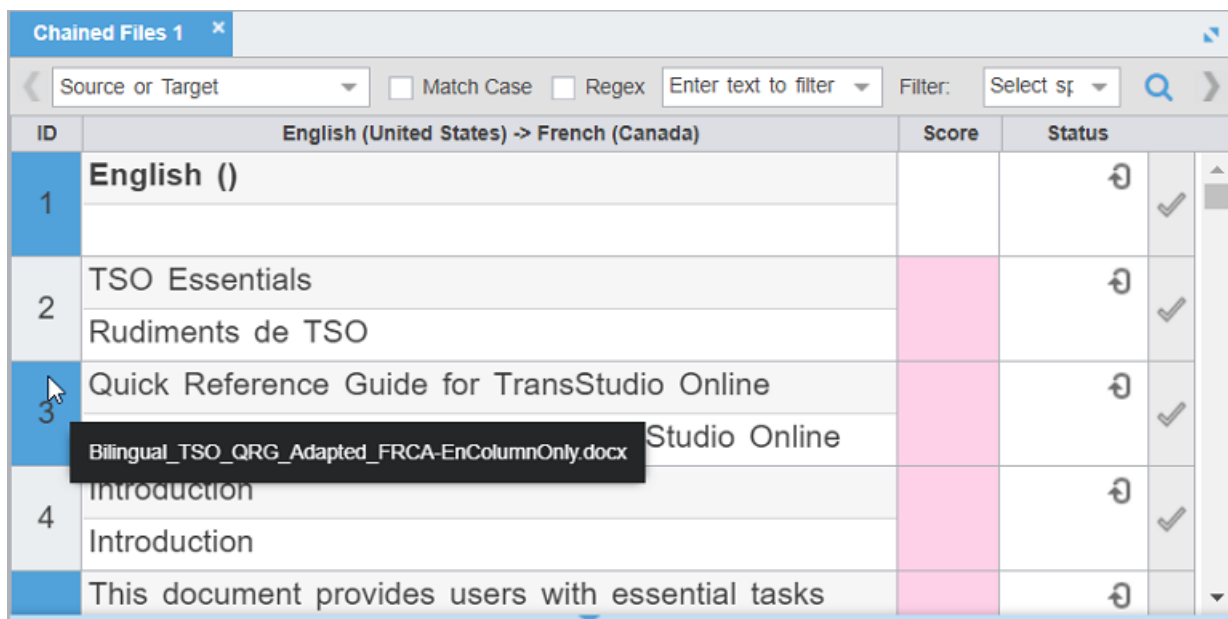 Chained Files 1 ×
Source or Target Match Case Regex Enter text to filter Filter: Select sp
ID English (United States) -> French (Canada) Score Status
1 English ()
2 TSO Essentials
Rudiments de TSO
3 Quick Reference Guide for TransStudio Online
Studio Online
Bilingual_TSO_QRG_Adapted_FRCA-EnColumnOnly.docx
4 Introduction
Introduction
This document provides users with essential tasks